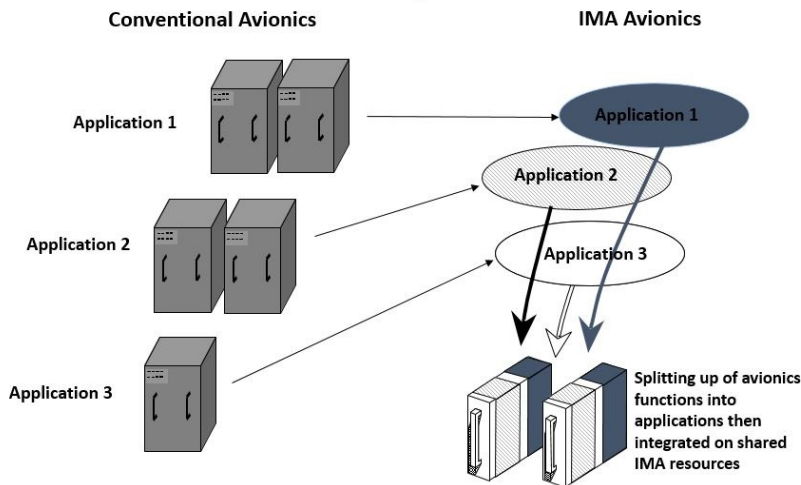 Conventional Avionics
IMA Avionics
Application 1
Application 1
Application 2
Application 2
Application 3
Application 3
Splitting up of avionics
functions into
applications then
integrated on shared
IMA resources